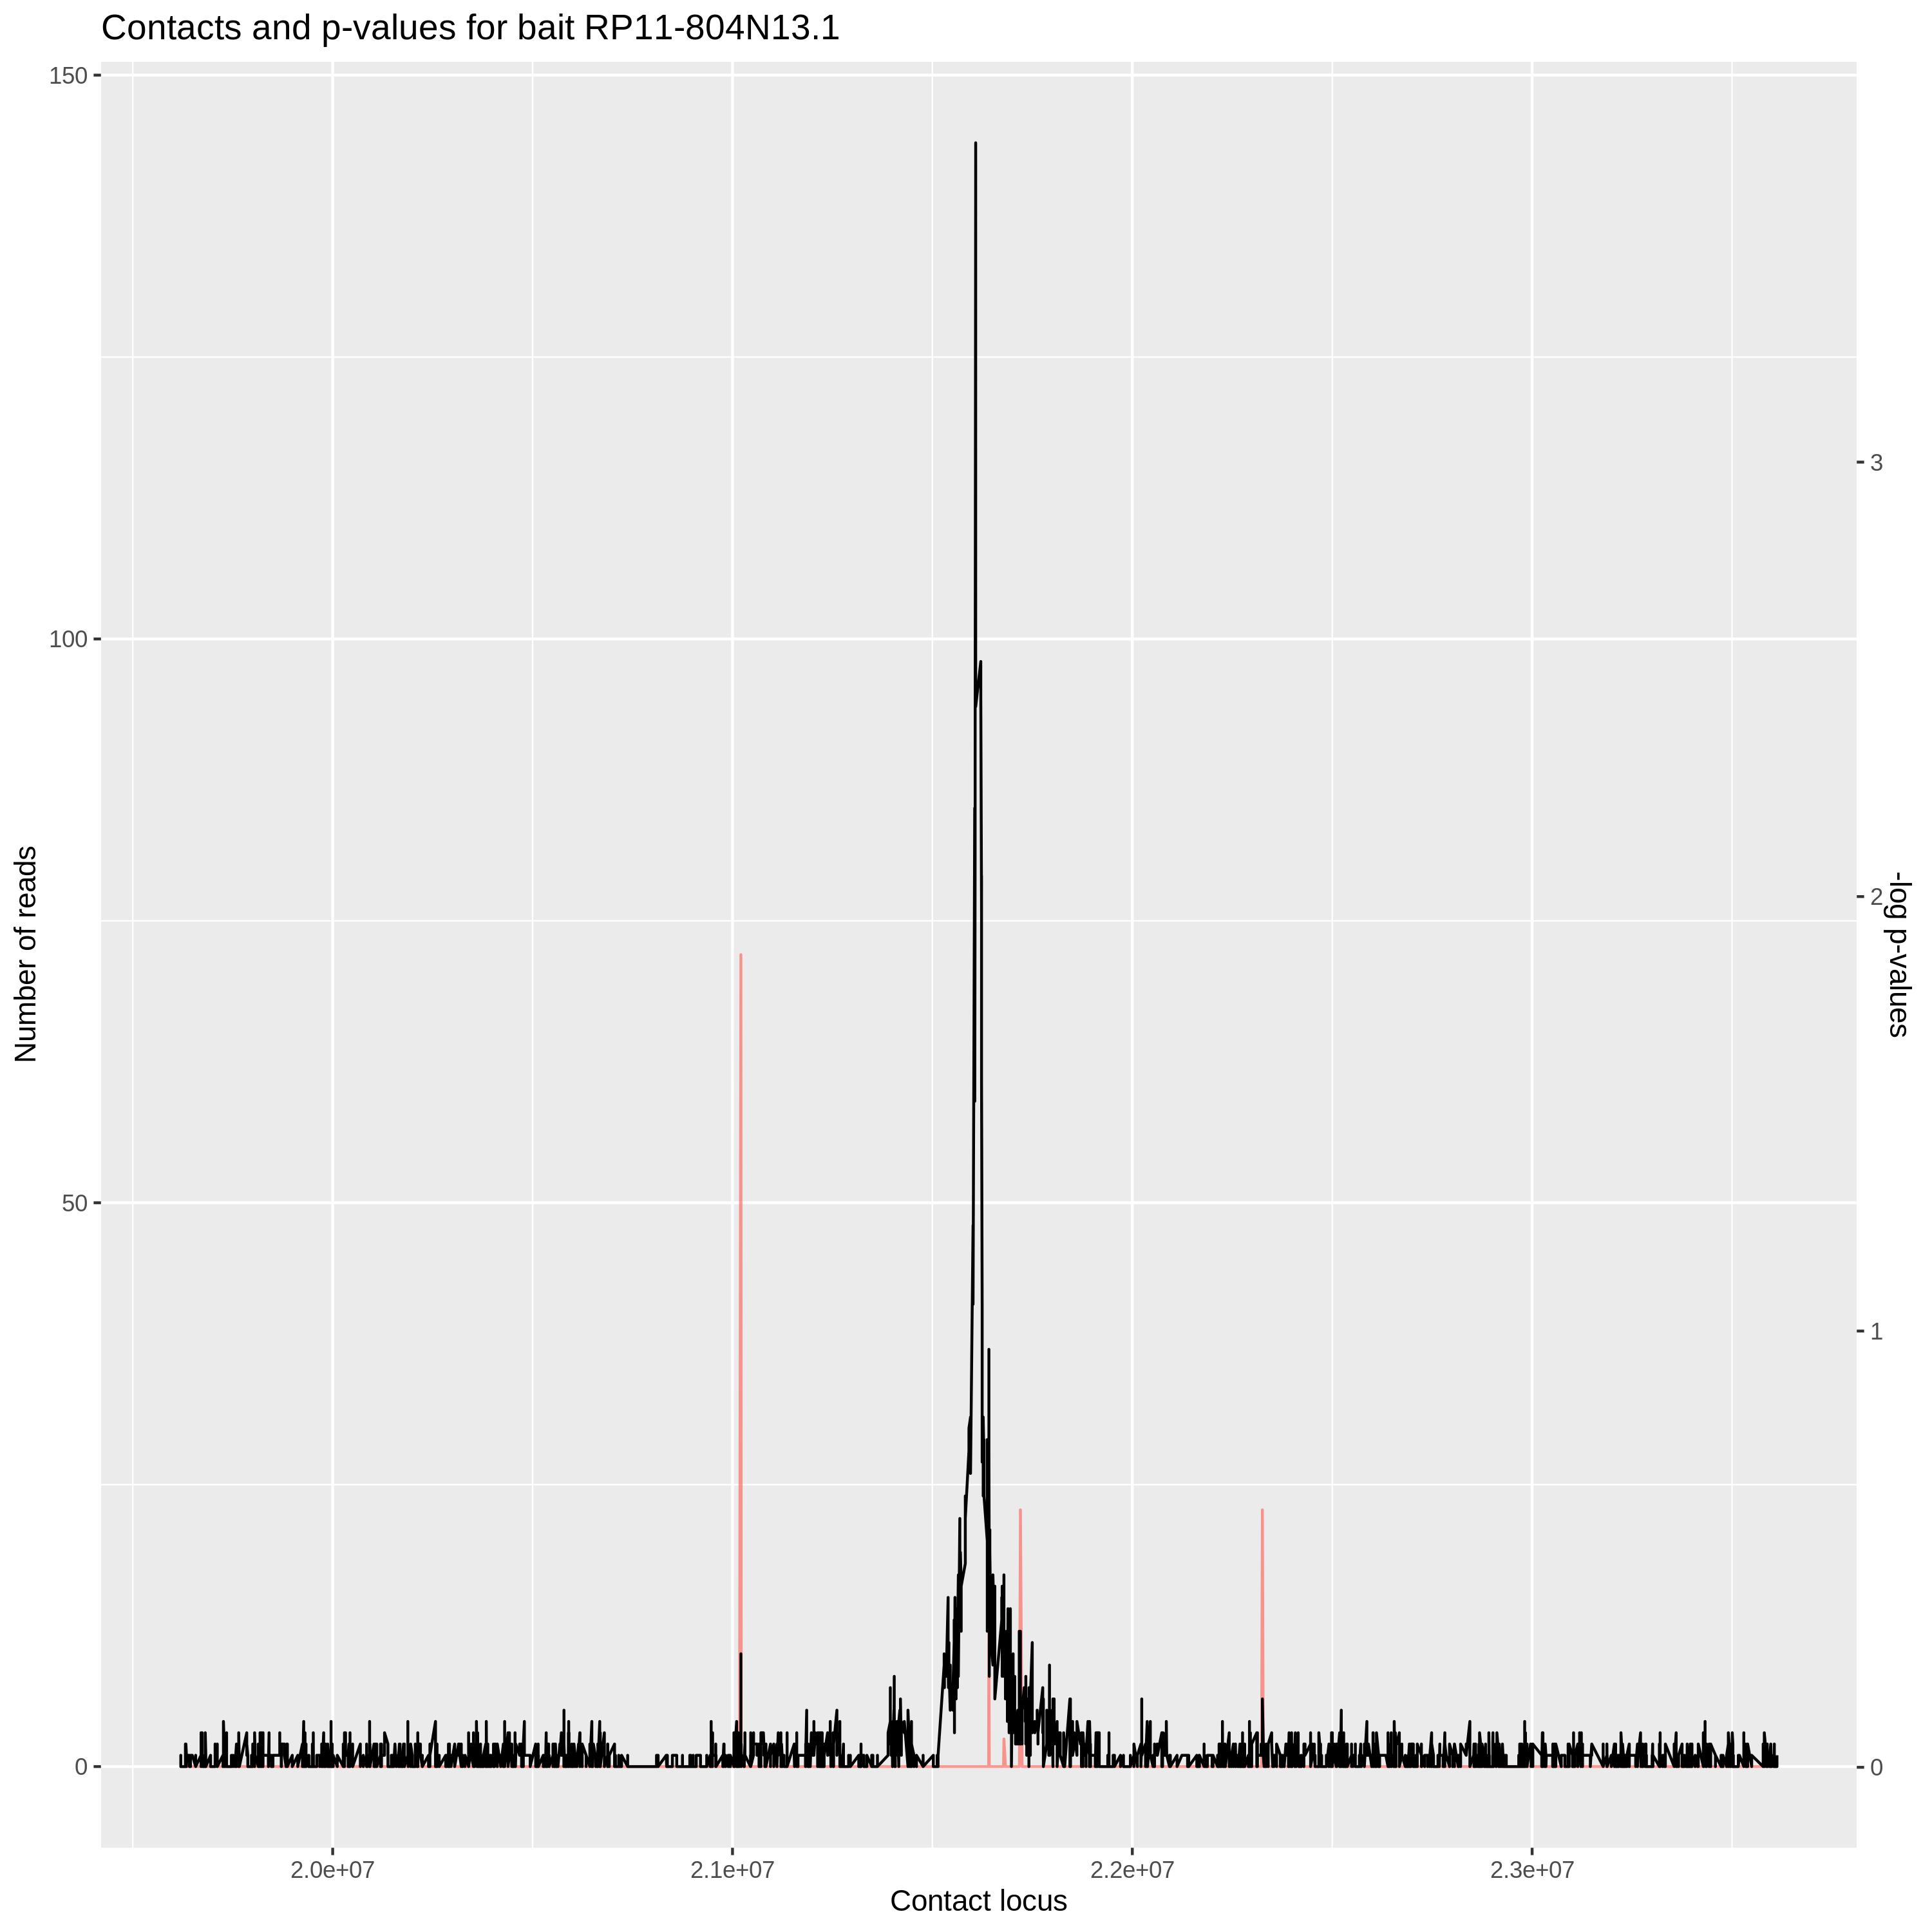 Contacts and p-values for bait RP11-804N13.1
150
100
50
0
Number of reads
3
2
1
0
-log p-values
2.0e+07
2.1e+07
2.2e+07
2.3e+07
Contact locus